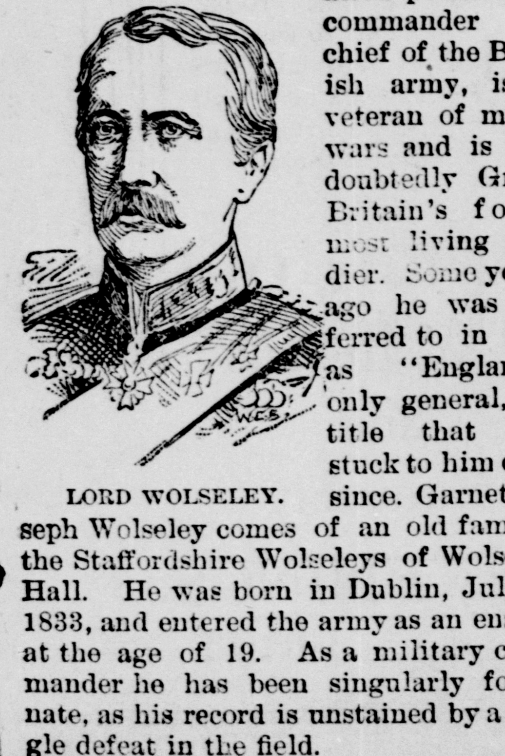 commander
chief of the B
ish army, is
veteran of m
wars and is
doubtedly Gr
Britain's fo
most living
dier. Some ye
ago he was
ferred to in
as "Englan
only general,
title that
stuck to him e
since. Garnet
W.C.S.
LORD WOLSELEY.
seph Wolseley comes of an old fam
the Staffordshire Wolseleys of Wols
Hall. He was born in Dublin, Jul
1833, and entered the army as an en
at the age of 19. As a military c
mander he has been singularly fo
nate, as his record is unstained by a
gle defeat in the field.